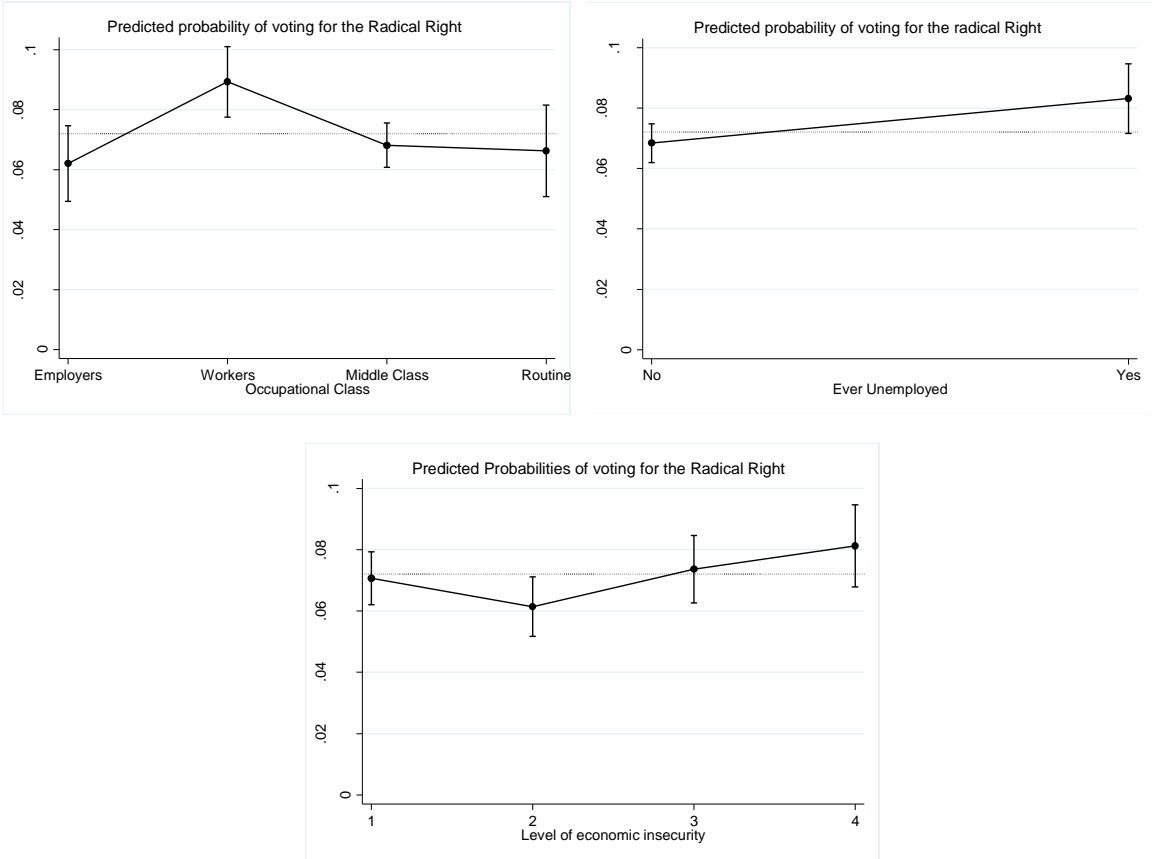 Predicted probability of voting for the Radical Right
.1
.08
.06
.04
.02
0
Employers Workers Middle Class Routine
Occupational Class
Predicted probability of voting for the radical Right
.1
.08
.06
.04
.02
0
No Yes
Ever Unemployed
Predicted Probabilities of voting for the Radical Right
.1
.08
.06
.04
.02
0
1 2 3 4
Level of economic insecurity